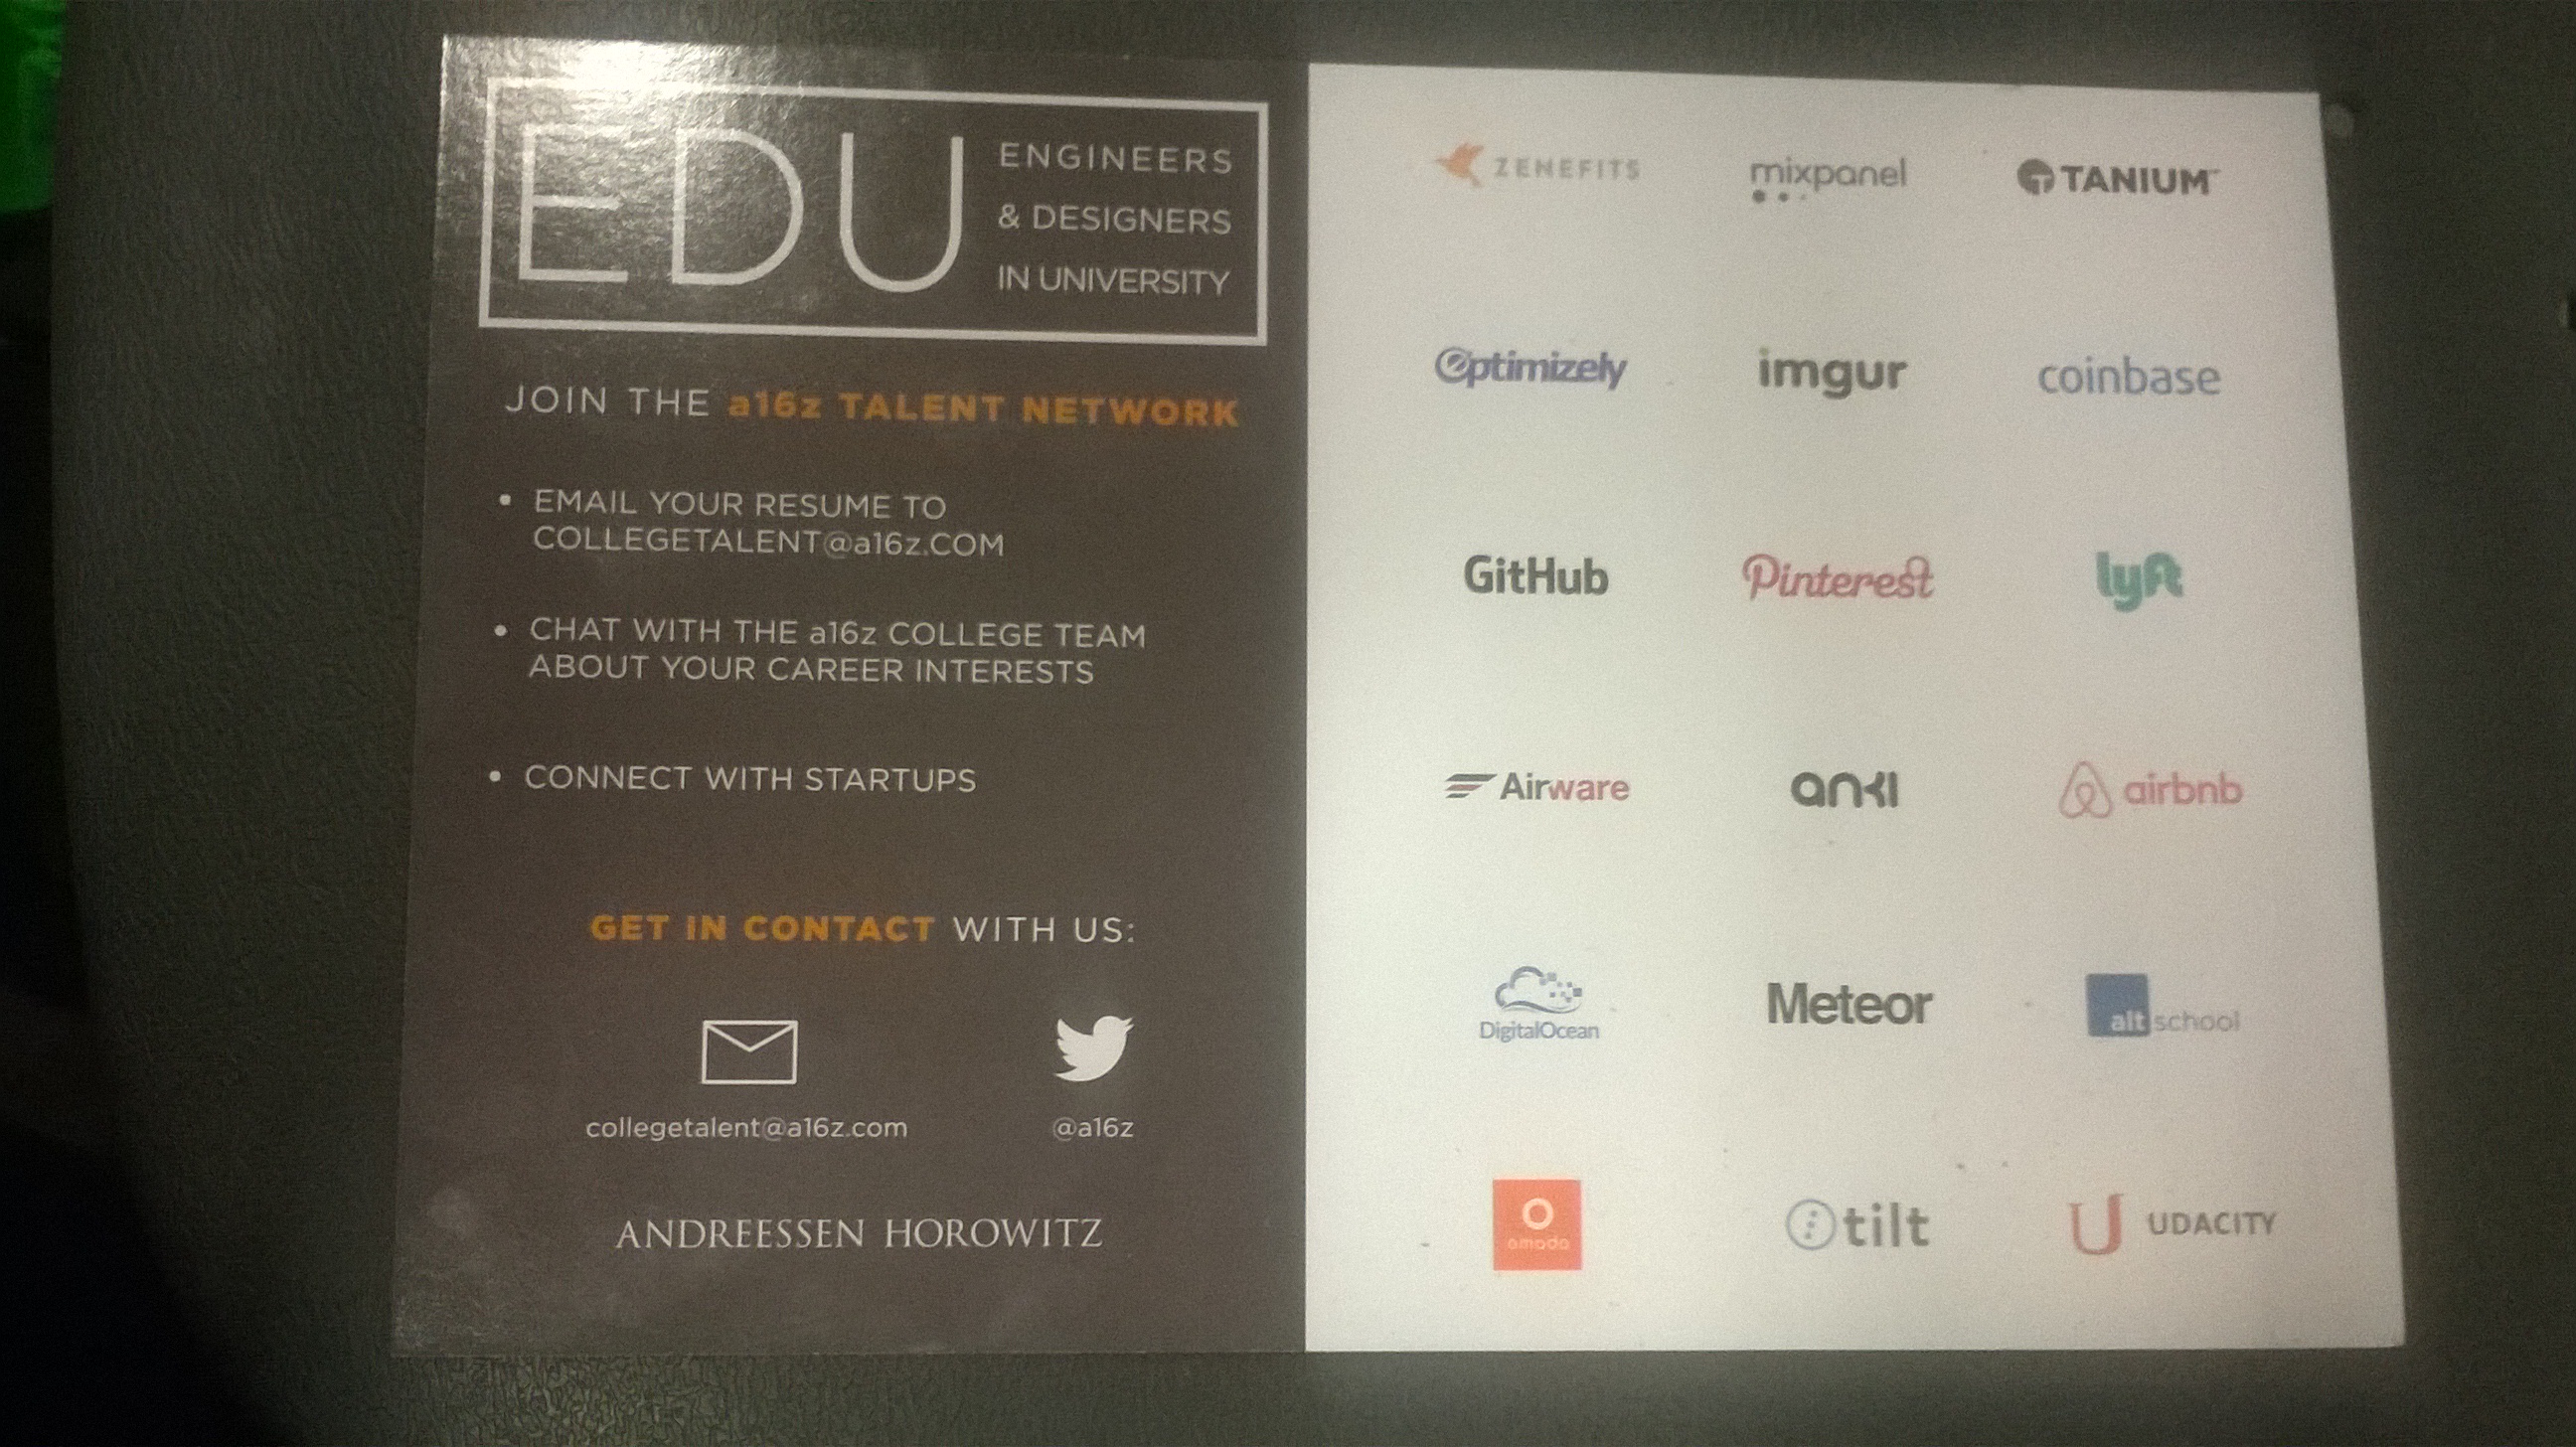 EDU
ENGINEERS
& DESIGNERS
IN UNIVERSITY
JOIN THE a16z TALENT NETWORK
• EMAIL YOUR RESUME TO
COLLEGETALENT@a16z.COM
• CHAT WITH THE a16z COLLEGE TEAM
ABOUT YOUR CAREER INTERESTS
• CONNECT WITH STARTUPS
GET IN CONTACT WITH US:
collegetalent@a16z.com
@a16z
ANDREESSEN HOROWITZ
ZENEFITS
mixpanel
TANIUM™
Optimizely
imgur
coinbase
GitHub
Pinterest
lyft
Airware
anki
airbnb
DigitalOcean
Meteor
altschool
omada
tilt
UDACITY